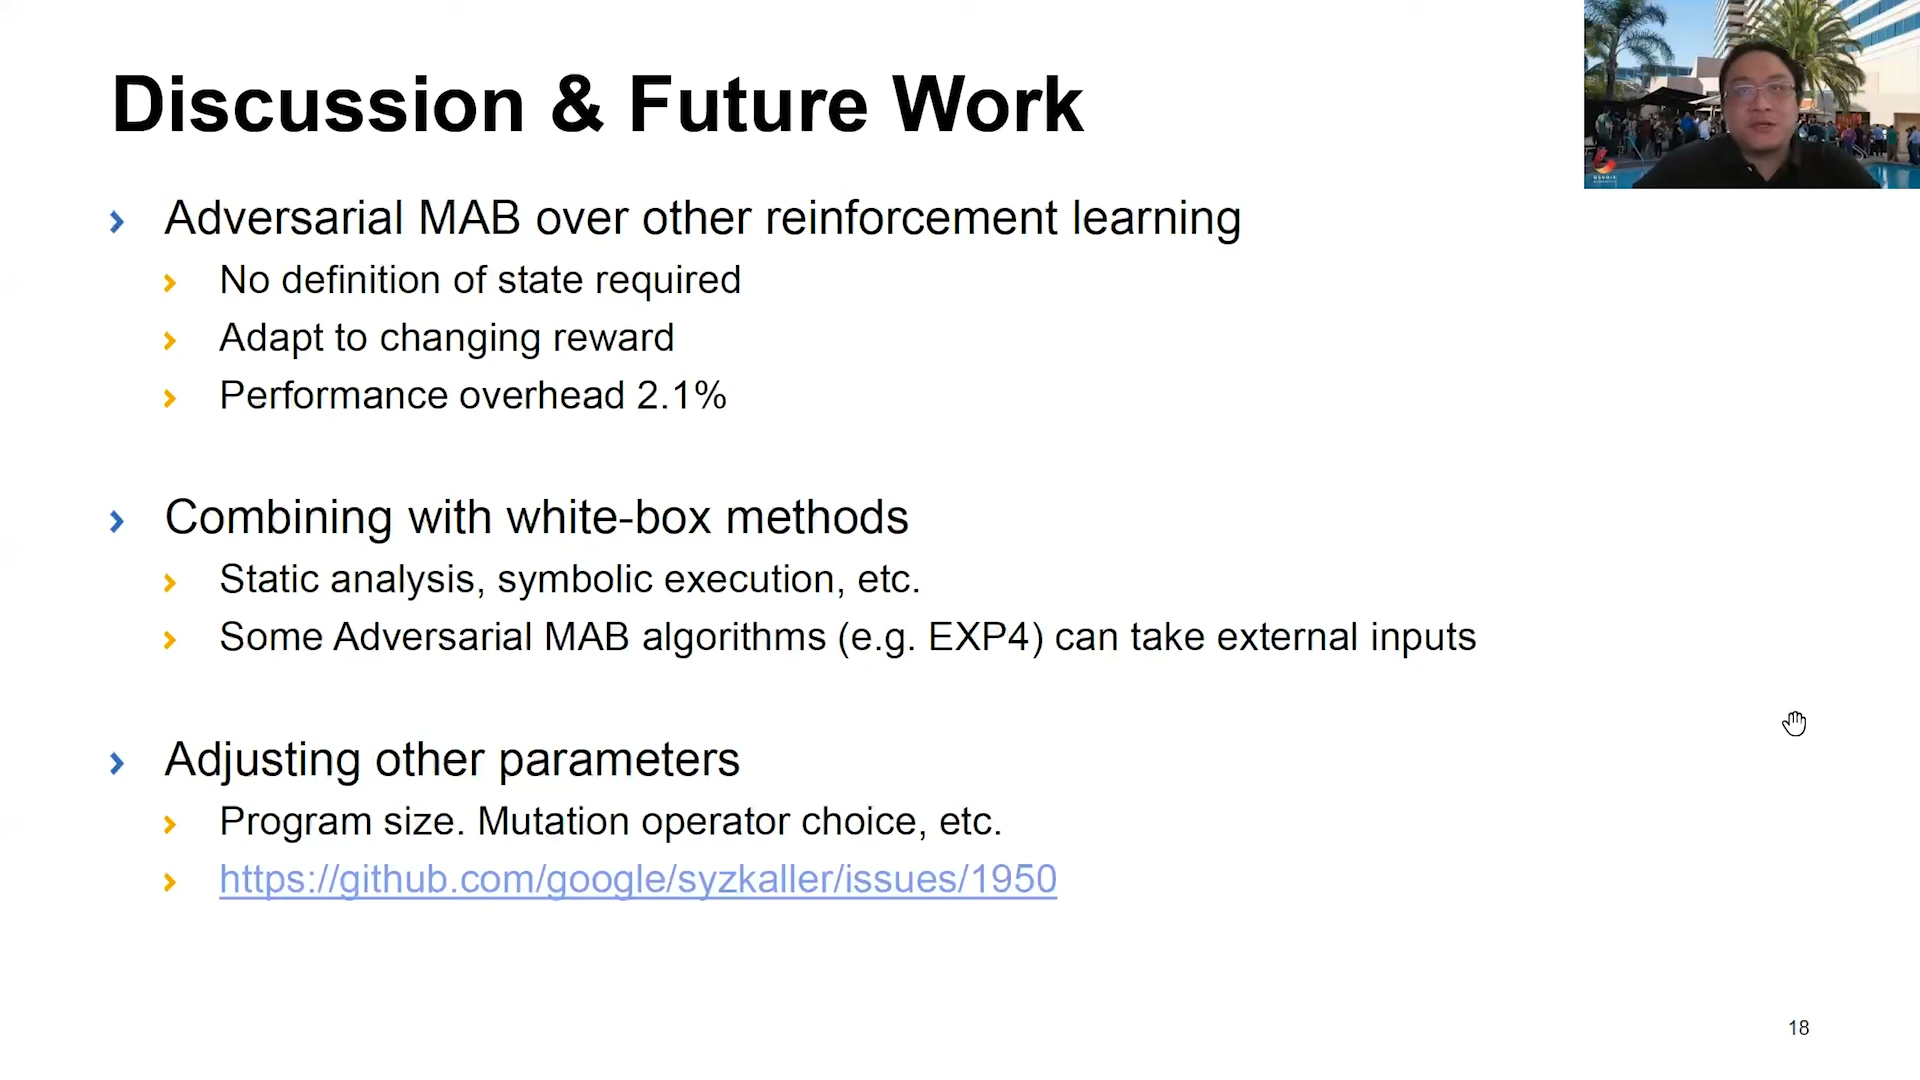 Discussion & Future Work
Adversarial MAB over other reinforcement learning
No definition of state required
Adapt to changing reward
Performance overhead 2.1%
Combining with white-box methods
Static analysis, symbolic execution, etc.
Some Adversarial MAB algorithms (e.g. EXP4) can take external inputs
Adjusting other parameters
Program size. Mutation operator choice, etc.
https://github.com/google/syzkaller/issues/1950
18